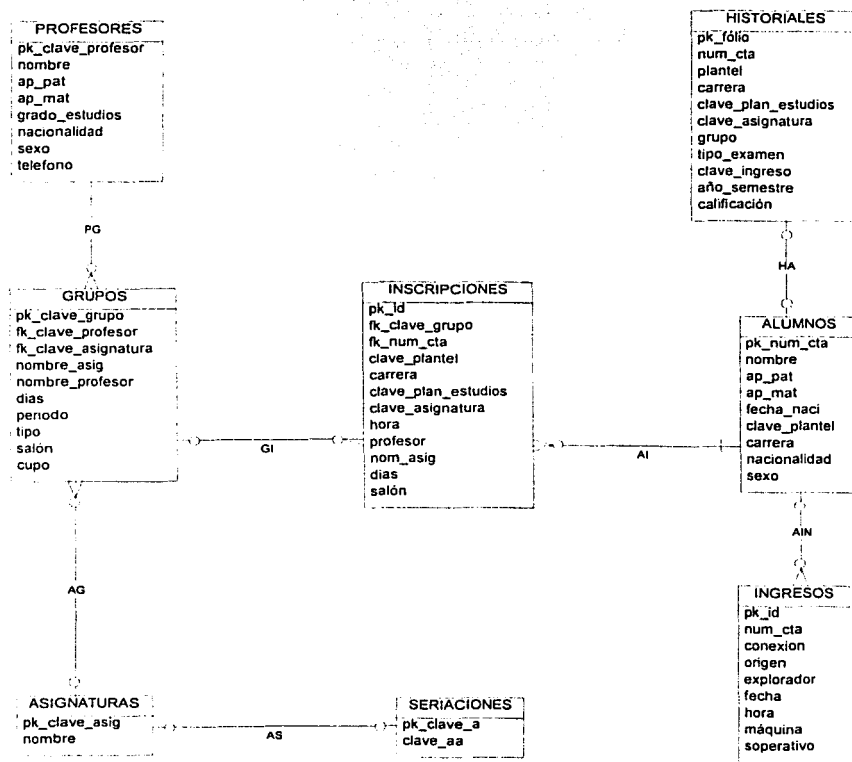 PROFESORES
pk_clave_profesor
nombre
ap_pat
ap_mat
grado_estudios
nacionalidad
sexo
telefono
HISTORIALES
pk_fólio
num_cta
plantel
carrera
clave_plan_estudios
clave_asignatura
grupo
tipo_examen
clave_ingreso
año_semestre
calificación
PG
HA
GRUPOS
pk_clave_grupo
fk_clave_profesor
fk_clave_asignatura
nombre_asig
nombre_profesor
dias
periodo
tipo
salón
cupo
INSCRIPCIONES
pk_id
fk_clave_grupo
fk_num_cta
clave_plantel
carrera
clave_plan_estudios
clave_asignatura
hora
profesor
nom_asig
dias
salón
ALUMNOS
pk_num_cta
nombre
ap_pat
ap_mat
fecha_naci
clave_plantel
carrera
nacionalidad
sexo
GI
AI
AIN
AG
INGRESOS
pk_id
num_cta
conexion
origen
explorador
fecha
hora
máquina
soperativo
ASIGNATURAS
pk_clave_asig
nombre
AS
SERIACIONES
pk_clave_a
clave_aa